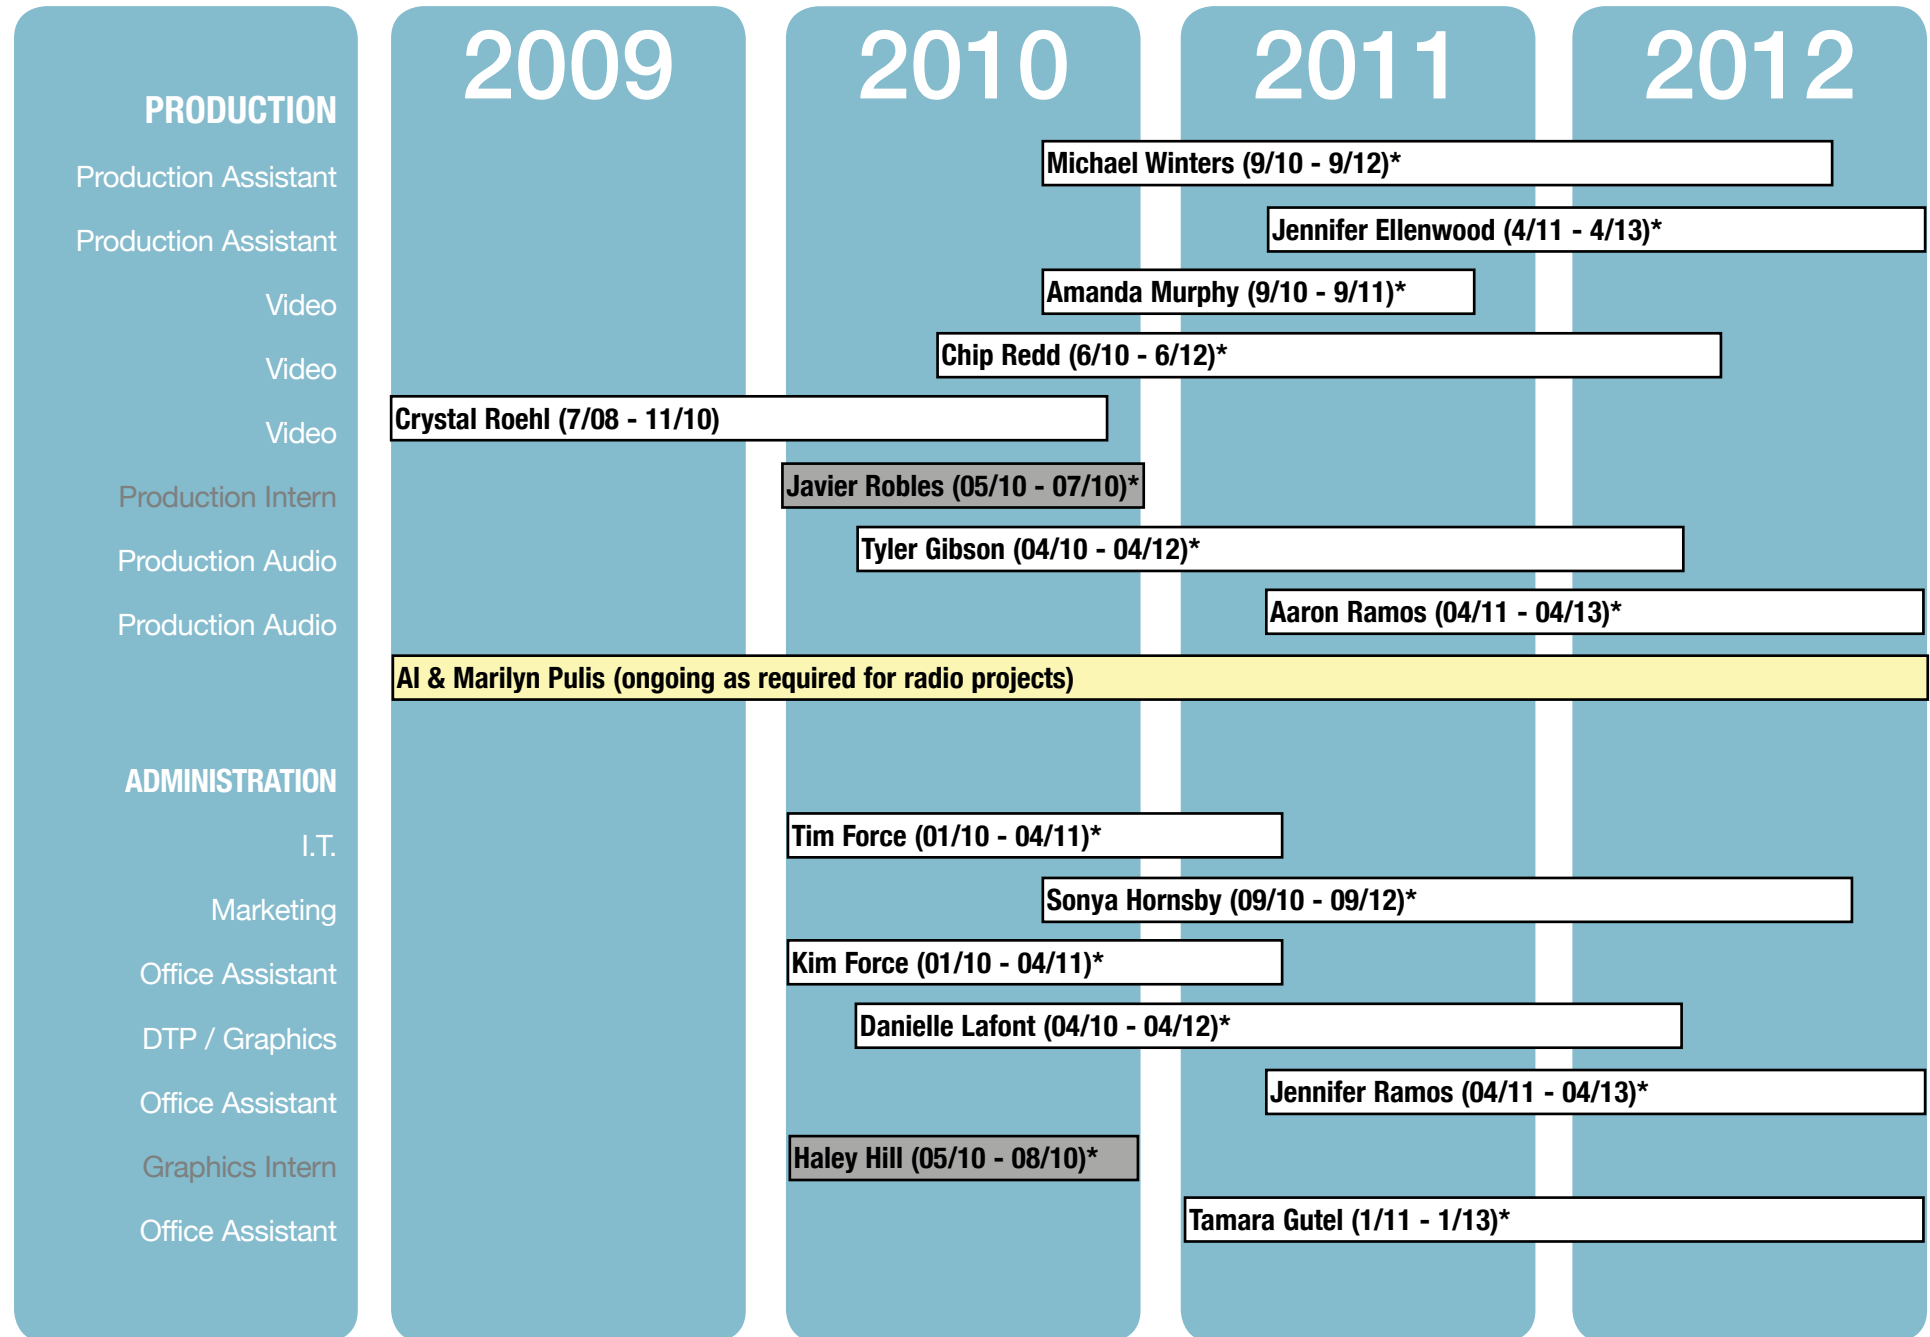 2009 2010 2011 2012
PRODUCTION
Production Assistant Michael Winters (9/10 - 9/12)*
Production Assistant Jennifer Ellenwood (4/11 - 4/13)*
Video Amanda Murphy (9/10 - 9/11)*
Video Chip Redd (6/10 - 6/12)*
Video Crystal Roehl (7/08 - 11/10)
Production Intern Javier Robles (05/10 - 07/10)*
Production Audio Tyler Gibson (04/10 - 04/12)*
Production Audio Aaron Ramos (04/11 - 04/13)*
Al & Marilyn Pulis (ongoing as required for radio projects)
ADMINISTRATION
I.T. Tim Force (01/10 - 04/11)*
Marketing Sonya Hornsby (09/10 - 09/12)*
Office Assistant Kim Force (01/10 - 04/11)*
DTP / Graphics Danielle Lafont (04/10 - 04/12)*
Office Assistant Jennifer Ramos (04/11 - 04/13)*
Graphics Intern Haley Hill (05/10 - 08/10)*
Office Assistant Tamara Gutel (1/11 - 1/13)*